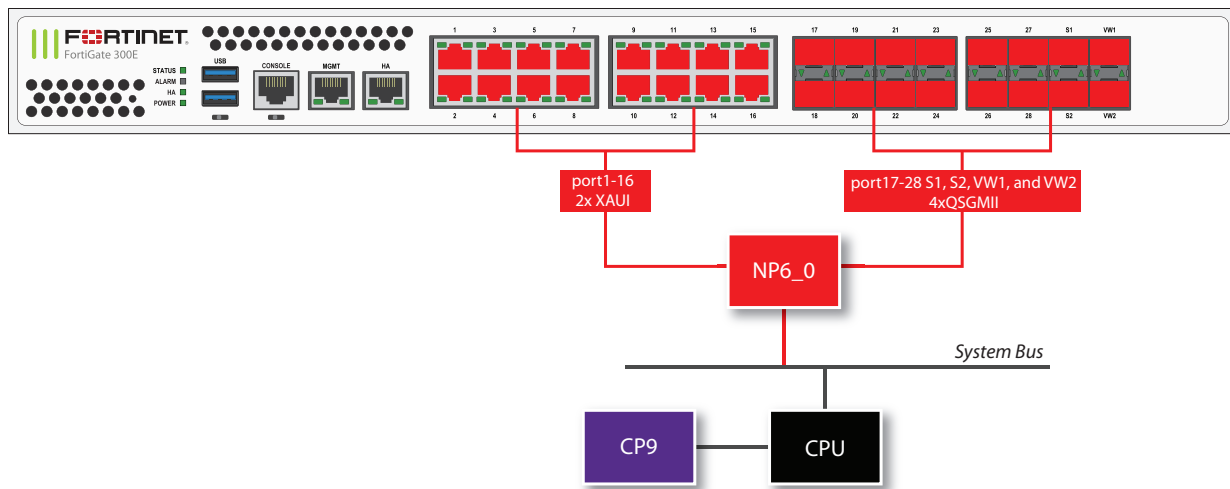 FORTINET
FortiGate 300E
STATUS
ALARM
HA
POWER
USB
CONSOLE
MGMT
HA
1 3 5 7
2 4 6 8
9 11 13 15
10 12 14 16
17 19 21 23
18 20 22 24
25 27 S1 VW1
26 28 S2 VW2
port1-16
2x XAUI
port17-28 S1, S2, VW1, and VW2
4xQSGMII
NP6_0
System Bus
CP9
CPU